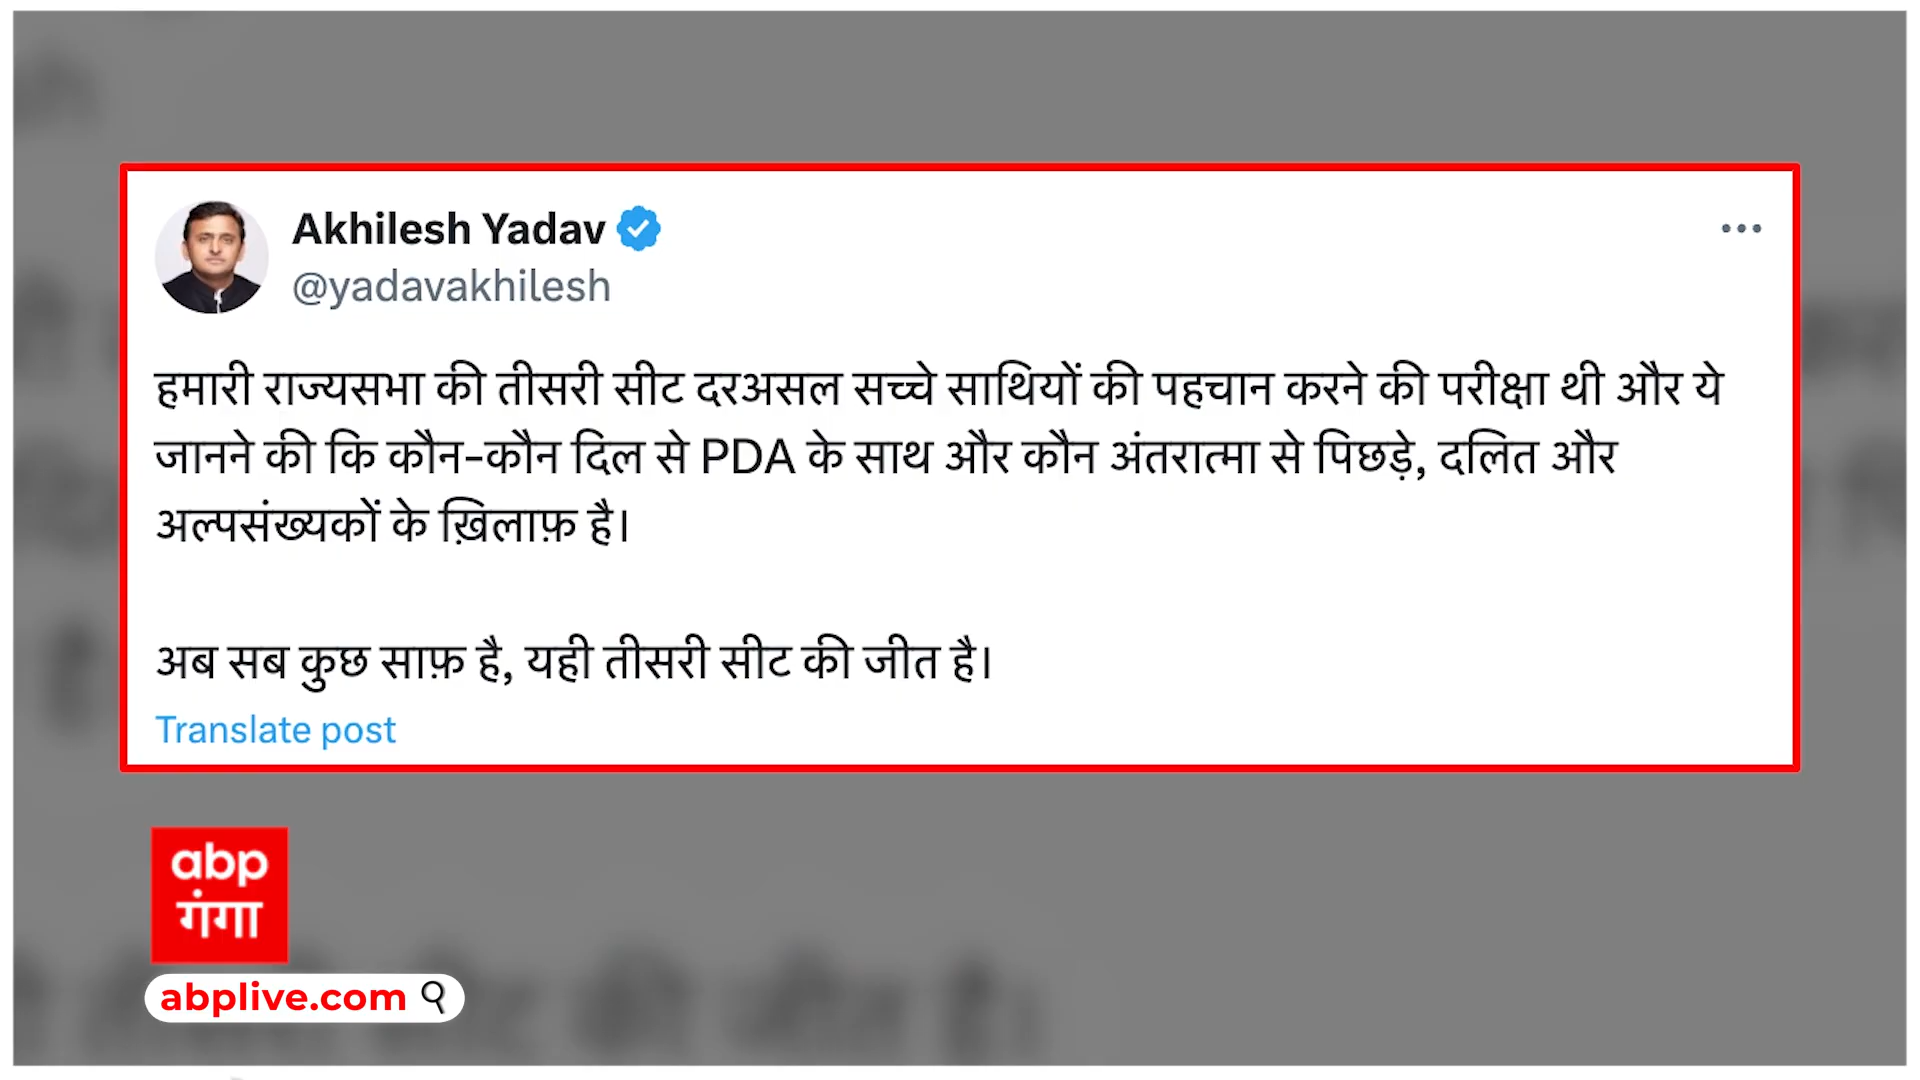 Akhilesh Yadav
@yadavakhilesh
हमारी राज्यसभा की तीसरी सीट दरअसल सच्चे साथियों की पहचान करने की परीक्षा थी और ये
जानने की कि कौन-कौन दिल से PDA के साथ और कौन अंतरात्मा से पिछड़े, दलित और
अल्पसंख्यकों के ख़िलाफ़ है।
अब सब कुछ साफ़ है, यही तीसरी सीट की जीत है।
Translate post
abp
गंगा
abplive.com